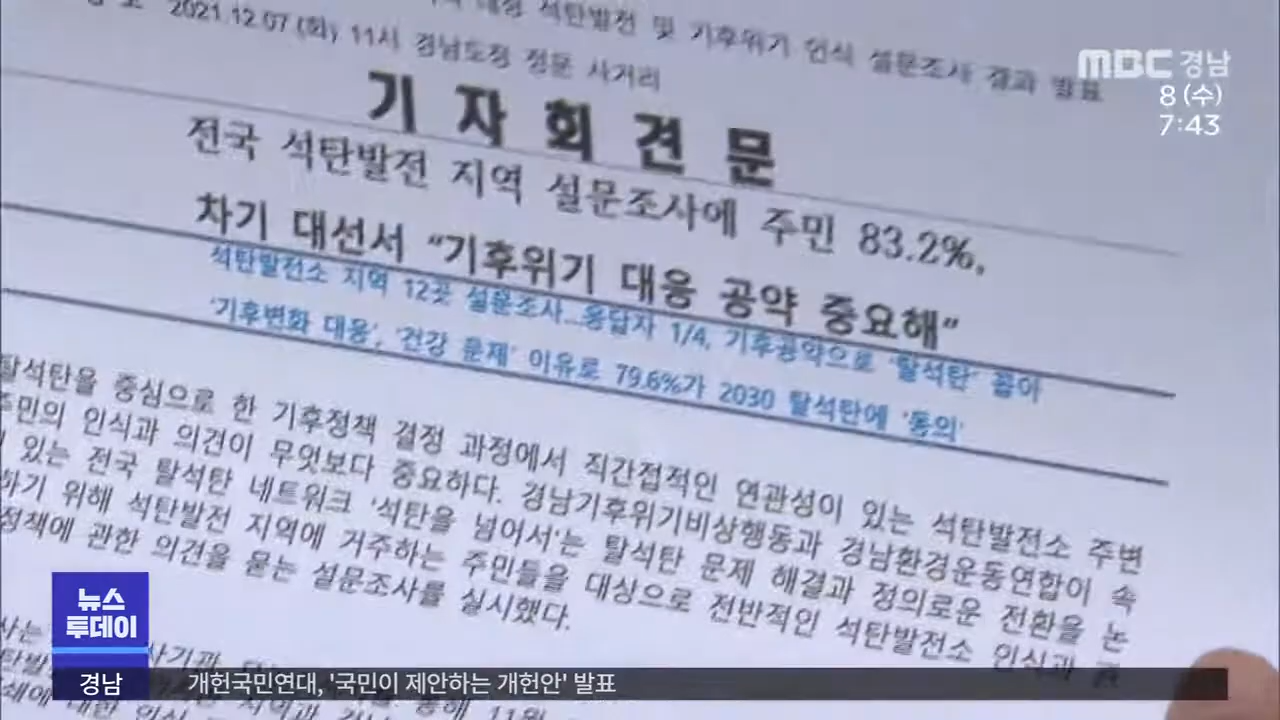 석탄발전 및 기후위기 인식 설문조사 결과 발표
2021.12.07 (화) 11시 경남도청 정문 사거리
기자회견문
전국 석탄발전 지역 설문조사에 주민 83.2%,
차기 대선서 “기후위기 대응 공약 중요해”
석탄발전소 지역 12곳 설문조사...응답자 1/4, 기후공약으로 '탈석탄' 꼽아
'기후변화 대응', '건강 문제' 이유로 79.6%가 2030 탈석탄에 '동의'
탈석탄을 중심으로 한 기후정책 결정 과정에서 직간접적인 연관성이 있는 석탄발전소 주변
주민의 인식과 의견이 무엇보다 중요하다. 경남기후위기비상행동과 경남환경운동연합이 속
있는 전국 탈석탄 네트워크 '석탄을 넘어서'는 탈석탄 문제 해결과 정의로운 전환을 논
하기 위해 석탄발전 지역에 거주하는 주민들을 대상으로 전반적인 석탄발전소 인식과
정책에 관한 의견을 묻는 설문조사를 실시했다.
MBC 경남
8 (수)
7:43
뉴스
투데이
경남
개헌국민연대, '국민이 제안하는 개헌안' 발표